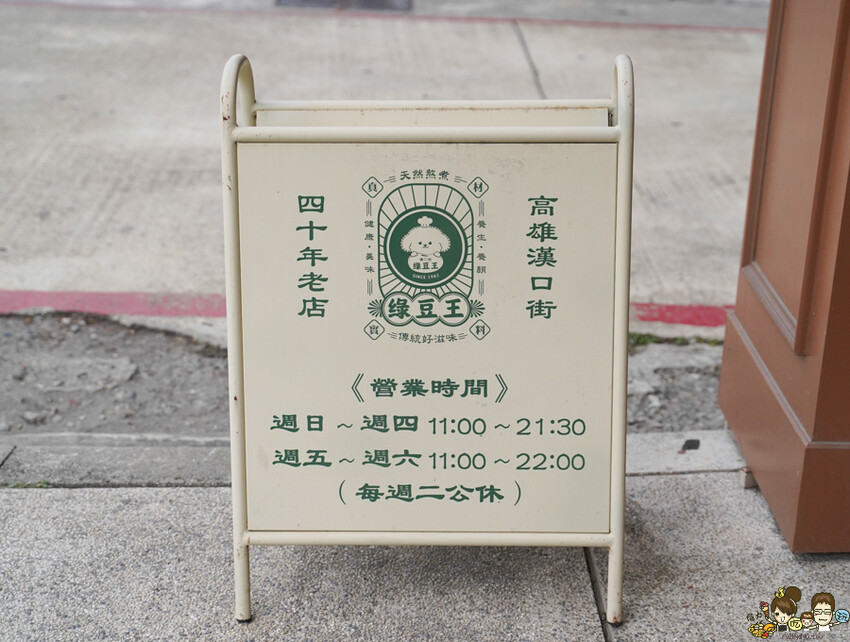 天然熬煮
真
材
四十年老店
健康·美味
養生·養顏
高雄漢口街
綠豆王
SINCE 1982
綠豆王
實
料
傳統好滋味
《營業時間》
週日～週四 11:00～21:30
週五～週六 11:00～22:00
（每週二公休）